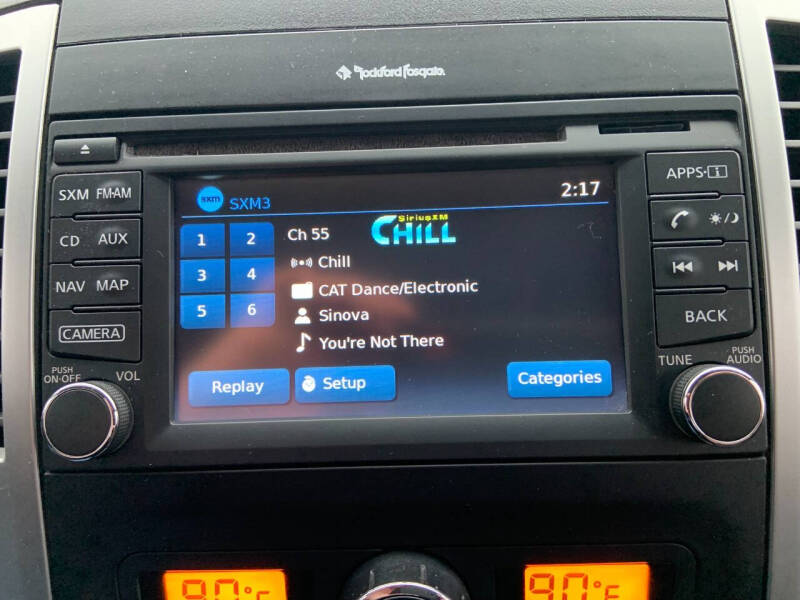 Rockford Fosgate
sxm SXM3 2:17
SXM FM·AM
CD AUX
NAV MAP
CAMERA
PUSH
ON·OFF
VOL
1 2
3 4
5 6
Ch 55
SiriusXM
CHILL
Chill
CAT Dance/Electronic
Sinova
You're Not There
Replay
Setup
Categories
APPS·i
BACK
TUNE
PUSH
AUDIO
90°F
90°F